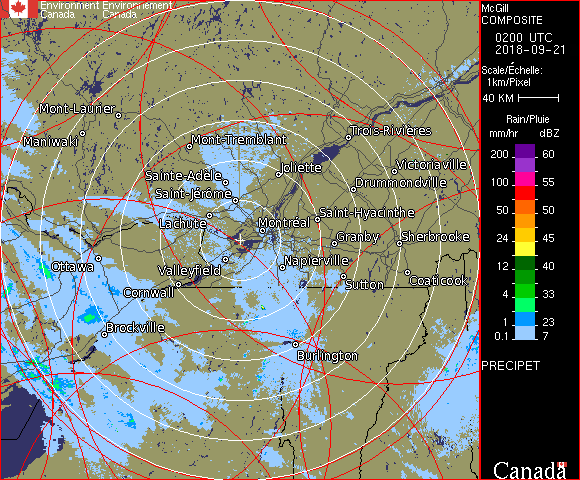 Environment Environnement
Canada Canada
McGill
COMPOSITE
0200 UTC
2018-09-21
Scale/Échelle:
1km/Pixel
40 KM
Rain/Pluie
mm/hr dBZ
200 60
100 55
50 50
24 45
12 40
4 33
1 23
0.1 7
PRECIPET
Canada
Mont-Laurier
Maniwaki
Mont-Tremblant
Trois-Rivières
Sainte-Adèle
Joliette
Victoriaville
Saint-Jérôme
Drummondville
Lachute
Montréal
Saint-Hyacinthe
Granby
Sherbrooke
Ottawa
Valleyfield
Napierville
Cornwall
Sutton
Coaticook
Brockville
Burlington